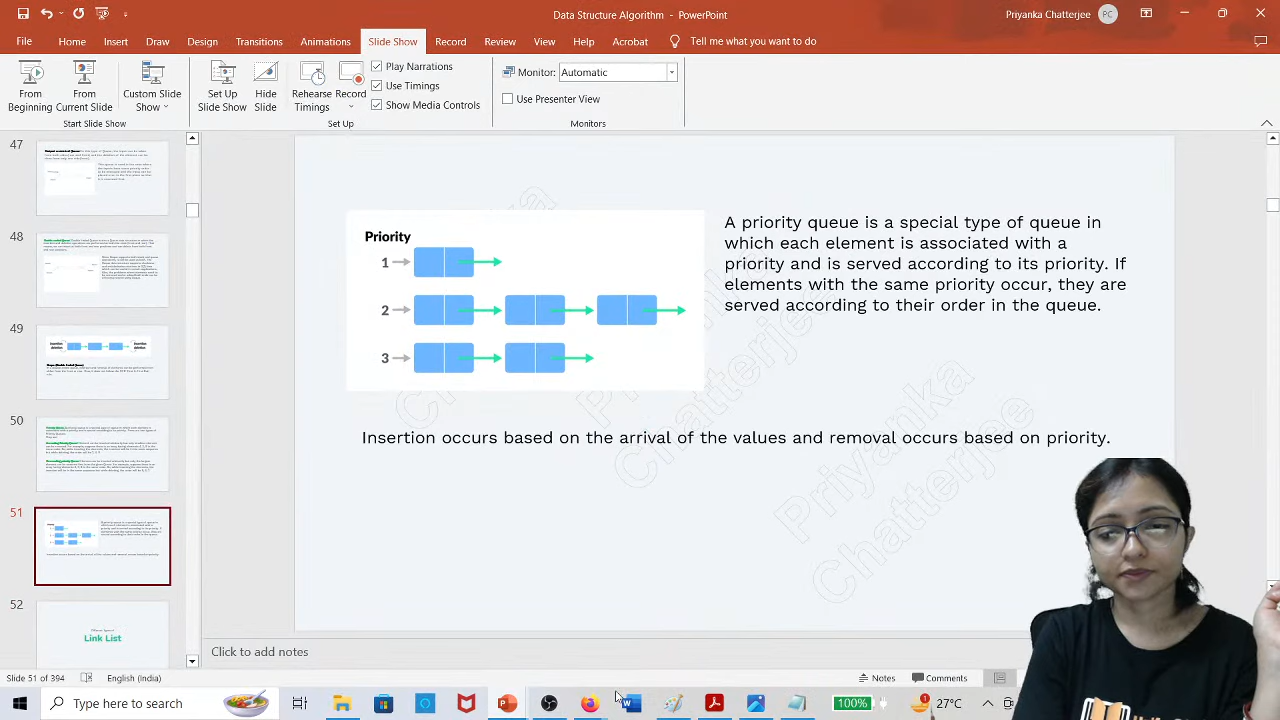 Data Structure Algorithm - PowerPoint
Priyanka Chatterjee
PC
File
Home
Insert
Draw
Design
Transitions
Animations
Slide Show
Record
Review
View
Help
Acrobat
Tell me what you want to do
From
Beginning
From
Current Slide
Custom Slide
Show
Set Up
Slide Show
Hide
Slide
Rehearse
Timings
Record
Play Narrations
Use Timings
Show Media Controls
Monitor:
Automatic
Use Presenter View
Start Slide Show
Set Up
Monitors
47
48
49
50
51
52
Link List
Priority
1
2
3
A priority queue is a special type of queue in
which each element is associated with a
priority and is served according to its priority. If
elements with the same priority occur, they are
served according to their order in the queue.
Insertion occurs based on the arrival of the values and removal occurs based on priority.
Priyanka
Chatterjee
Click to add notes
Slide 51 of 394
English (India)
Notes
Comments
Type here to search
100%
27°C